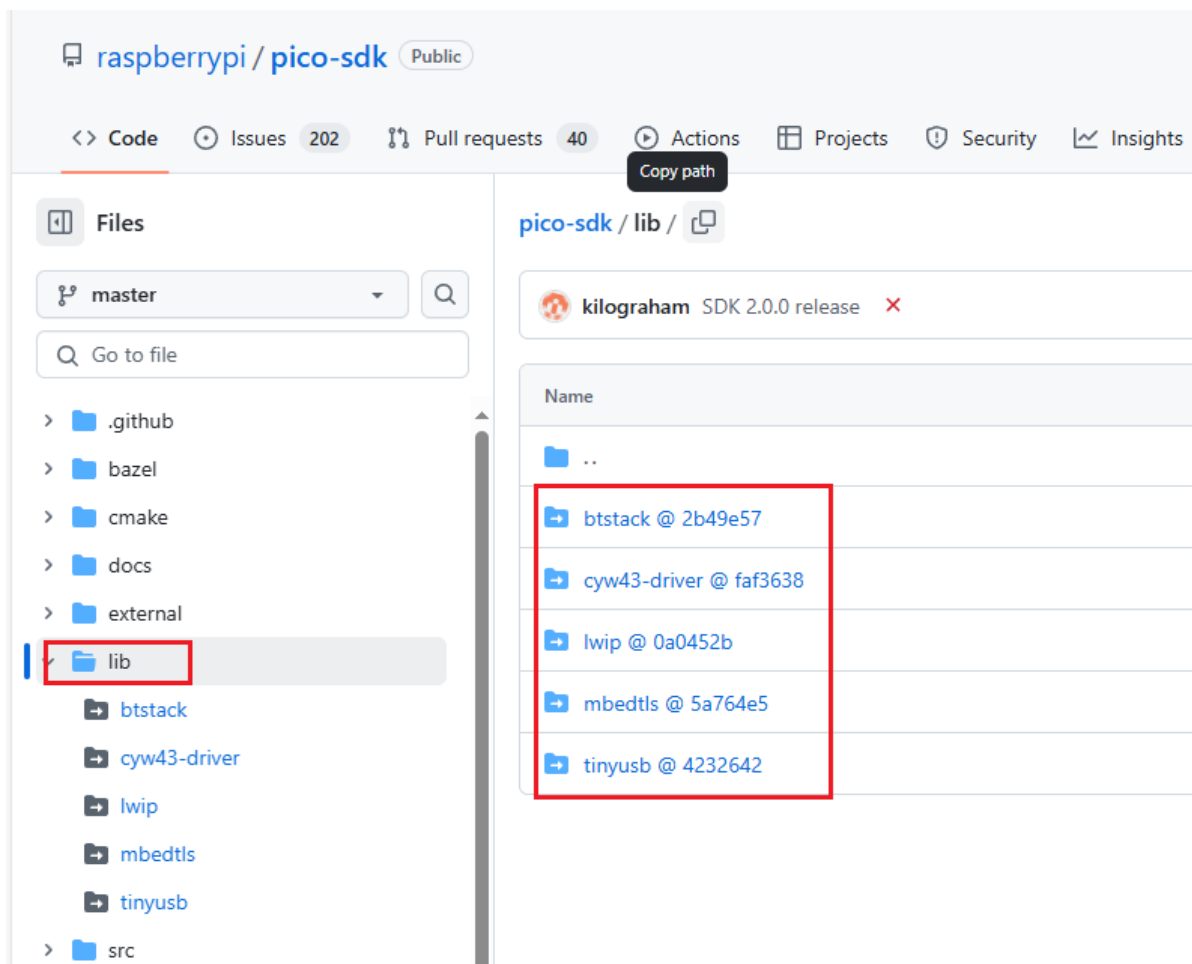 raspberrypi / pico-sdk Public
Code Issues 202 Pull requests 40 Actions Projects Security Insights
Copy path
Files
master
Go to file
.github
bazel
cmake
docs
external
lib
btstack
cyw43-driver
lwip
mbedtls
tinyusb
src
pico-sdk / lib /
kilograham SDK 2.0.0 release
Name
..
btstack @ 2b49e57
cyw43-driver @ faf3638
lwip @ 0a0452b
mbedtls @ 5a764e5
tinyusb @ 4232642